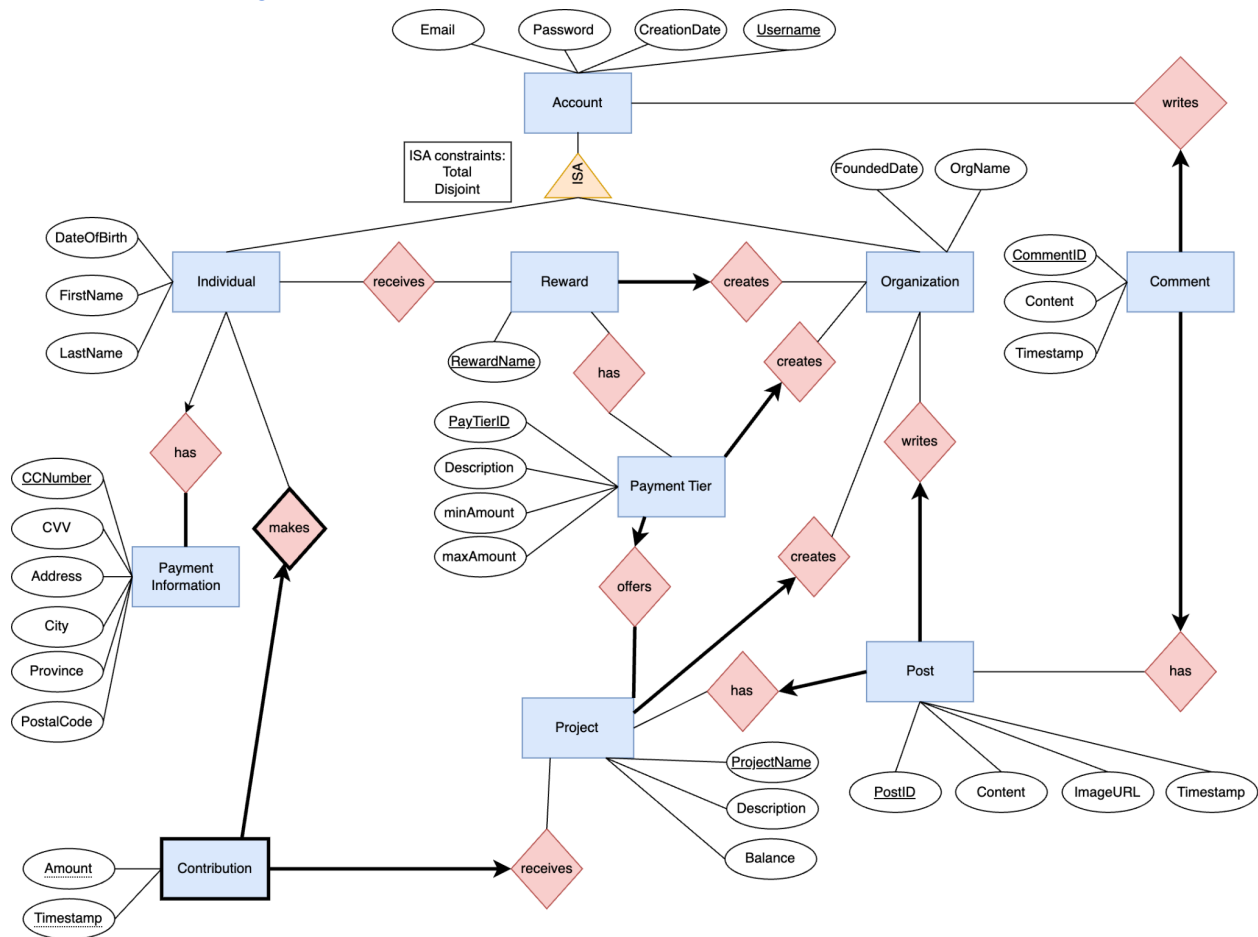 Email
Password
CreationDate
Username
Account
writes
ISA constraints:
Total
Disjoint
ISA
FoundedDate
OrgName
DateOfBirth
FirstName
LastName
Individual
receives
Reward
creates
Organization
CommentID
Content
Timestamp
Comment
RewardName
has
creates
PayTierID
Description
minAmount
maxAmount
Payment Tier
writes
has
makes
CCNumber
CVV
Address
City
Province
PostalCode
Payment
Information
offers
creates
Project
has
Post
has
ProjectName
Description
Balance
PostID
Content
ImageURL
Timestamp
Amount
Timestamp
Contribution
receives